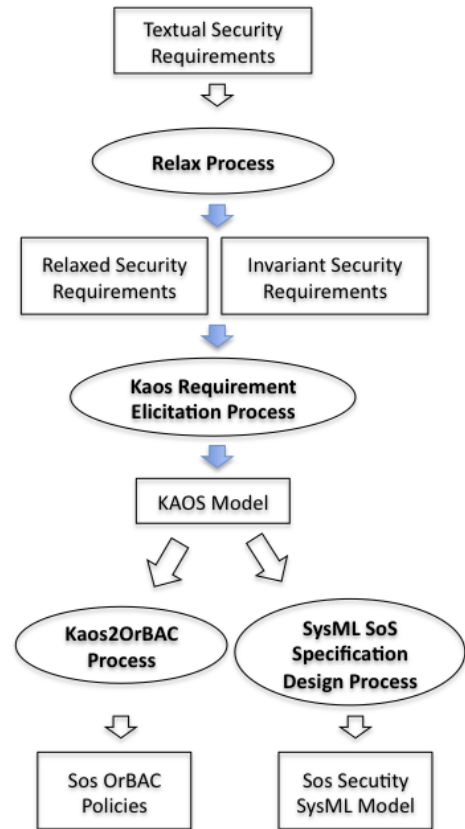 Textual Security
Requirements
Relax Process
Relaxed Security
Requirements
Invariant Security
Requirements
Kaos Requirement
Elicitation Process
KAOS Model
Kaos2OrBAC
Process
SysML SoS
Specification
Design Process
Sos OrBAC
Policies
Sos Secutity
SysML Model